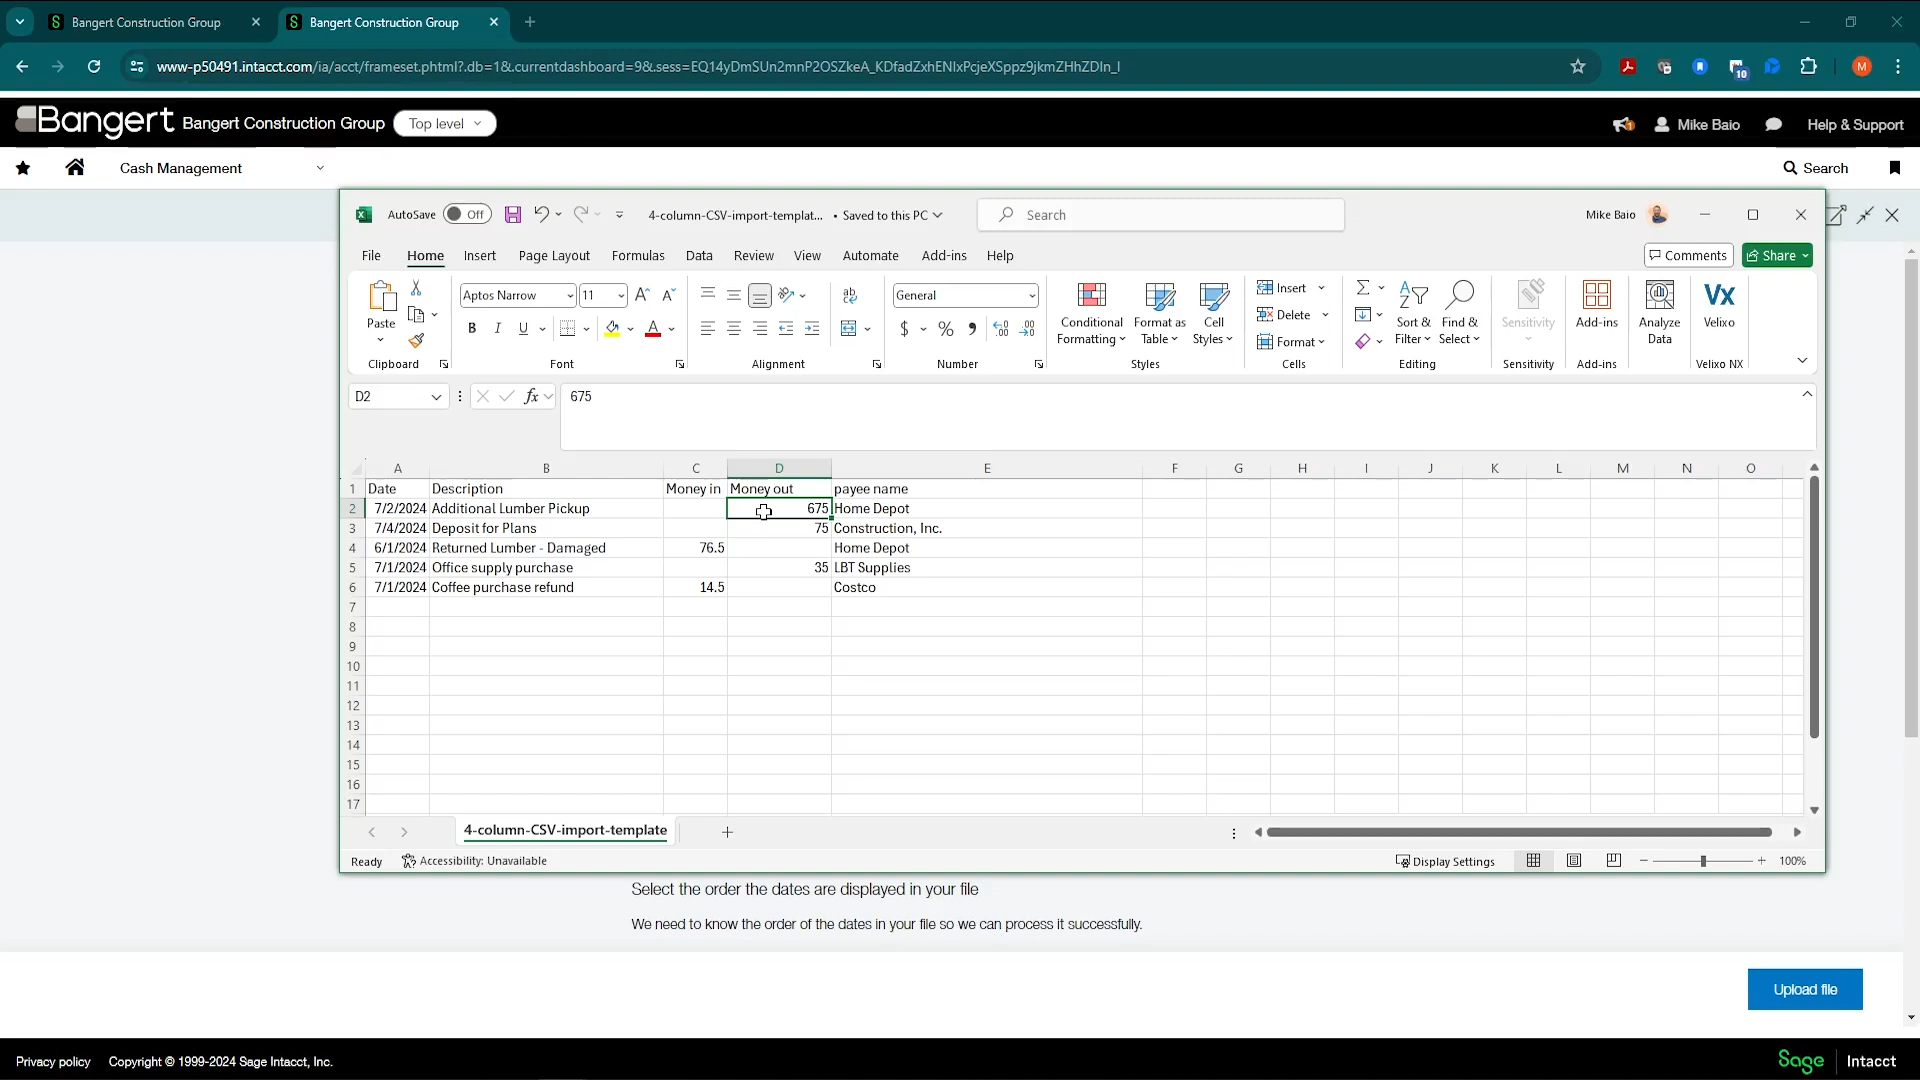 Bangert Construction Group
Bangert Construction Group
www-p50491.intacct.com/ia/acct/frameset.phtml?.db=1&.currentdashboard=9&.sess=EQ14yDmSUn2mnP2OSZkeA_KDfadZxhENIxPcjeXSppz9jkmZHhZDIn_I
10
M
Bangert Bangert Construction Group Top level
1 Mike Baio Help & Support
Cash Management
Search
AutoSave Off 4-column-CSV-import-templat... • Saved to this PC Search Mike Baio
File Home Insert Page Layout Formulas Data Review View Automate Add-ins Help Comments Share
Paste
Clipboard
Aptos Narrow 11
B I U
Font
Alignment
General
$ % 
Number
Conditional Formatting
Format as Table
Cell Styles
Styles
Insert
Delete
Format
Cells
Sort & Filter
Find & Select
Editing
Sensitivity
Sensitivity
Add-ins
Add-ins
Analyze Data
Velixo
Velixo NX
D2 fx 675
A B C D E F G H I J K L M N O
1 Date Description Money in Money out payee name
2 7/2/2024 Additional Lumber Pickup 675 Home Depot
3 7/4/2024 Deposit for Plans 75 Construction, Inc.
4 6/1/2024 Returned Lumber - Damaged 76.5 Home Depot
5 7/1/2024 Office supply purchase 35 LBT Supplies
6 7/1/2024 Coffee purchase refund 14.5 Costco
7
8
9
10
11
12
13
14
15
16
17
4-column-CSV-import-template
Ready Accessibility: Unavailable Display Settings 100%
Select the order the dates are displayed in your file
We need to know the order of the dates in your file so we can process it successfully.
Upload file
Privacy policy Copyright © 1999-2024 Sage Intacct, Inc.
Sage Intacct